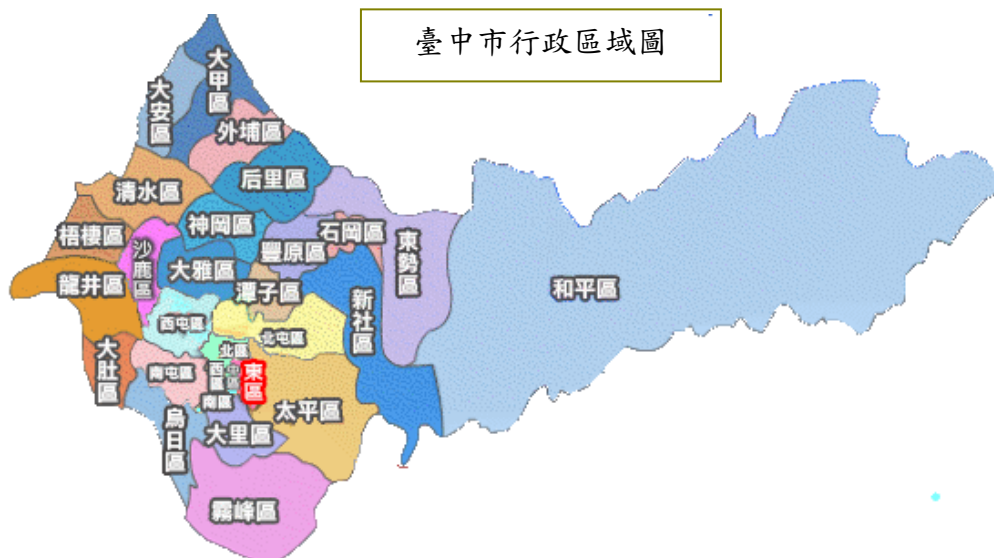 臺中市行政區域圖
大甲區
大安區
外埔區
后里區
清水區
神岡區
石岡區
梧棲區
沙鹿區
豐原區
東勢區
大雅區
龍井區
潭子區
和平區
新社區
西屯區
北屯區
北區
大肚區
南屯區
西區
中區
東區
南區
太平區
烏日區
大里區
霧峰區